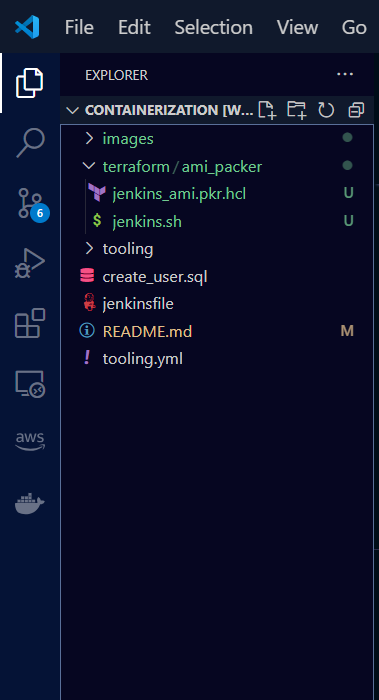 File Edit Selection View Go
EXPLORER ...
CONTAINERIZATION [W...
images
terraform / ami_packer
jenkins_ami.pkr.hcl U
$ jenkins.sh U
6
tooling
create_user.sql
jenkinsfile
README.md M
! tooling.yml
aws